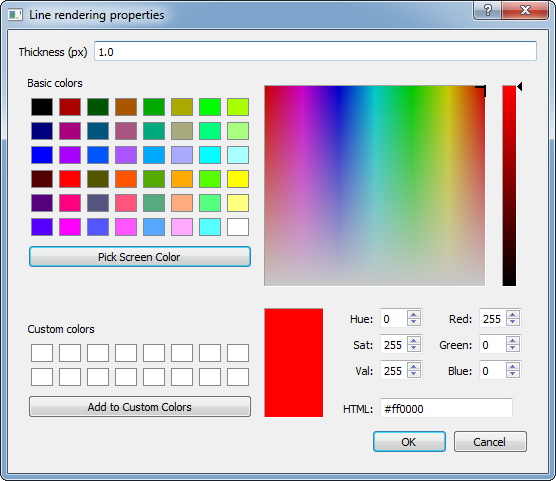 Line rendering properties
Thickness (px) 1.0
Basic colors
Pick Screen Color
Custom colors
Add to Custom Colors
Hue: 0 Red: 255
Sat: 255 Green: 0
Val: 255 Blue: 0
HTML: #ff0000
OK Cancel